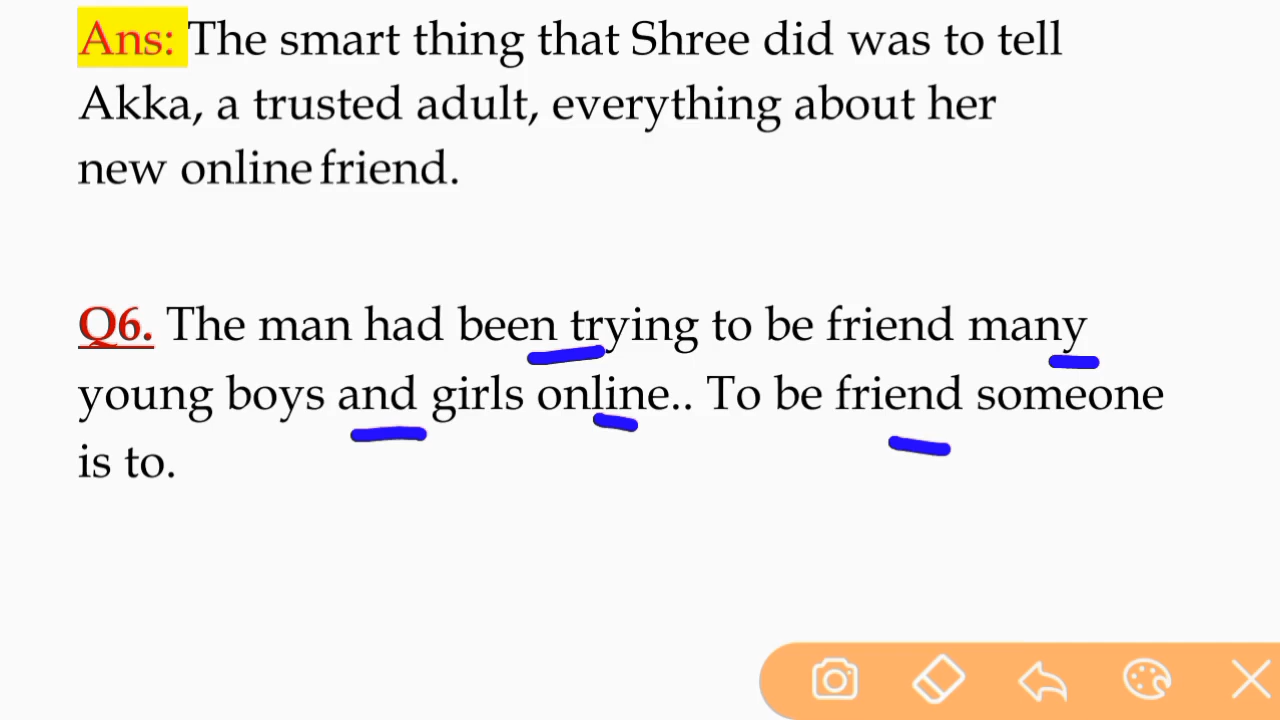 Ans: The smart thing that Shree did was to tell
Akka, a trusted adult, everything about her
new online friend.
Q6. The man had been trying to be friend many
young boys and girls online.. To be friend someone
is to.